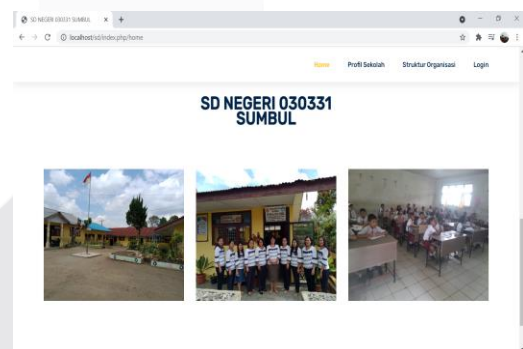 SD NEGERI 030331 SUMBUL
localhost/sd/index.php/home
Home Profil Sekolah Struktur Organisasi Login
SD NEGERI 030331
SUMBUL